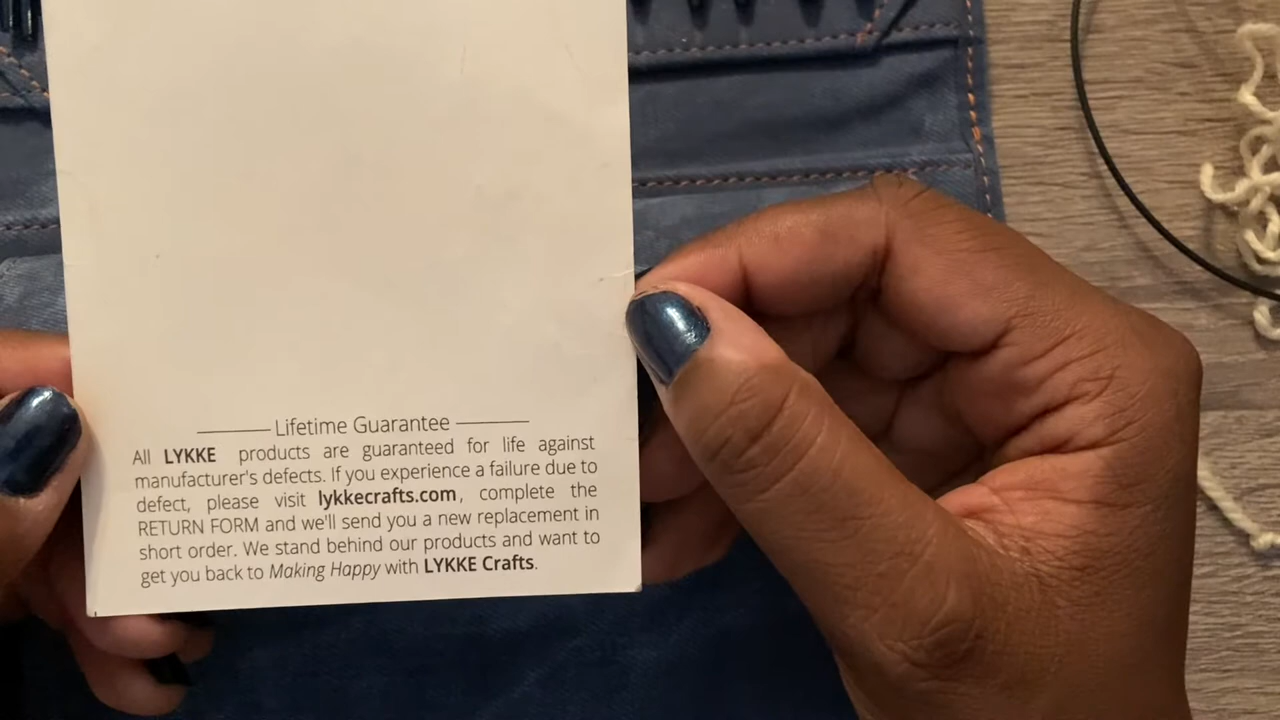 Lifetime Guarantee
All LYKKE products are guaranteed for life against
manufacturer's defects. If you experience a failure due to
defect, please visit lykkecrafts.com, complete the
RETURN FORM and we'll send you a new replacement in
short order. We stand behind our products and want to
get you back to Making Happy with LYKKE Crafts.